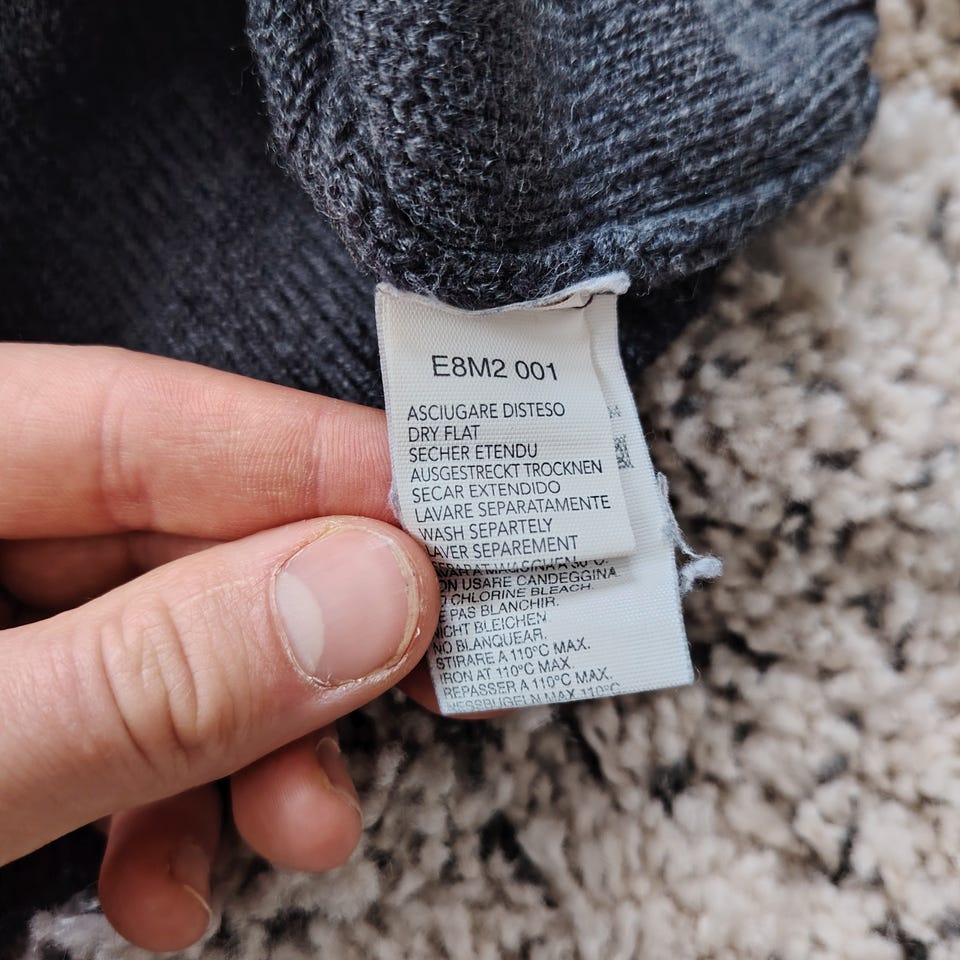 E8M2 001
ASCIUGARE DISTESO
DRY FLAT
SECHER ETENDU
AUSGESTRECKT TROCKNEN
SECAR EXTENDIDO
LAVARE SEPARATAMENTE
WASH SEPARTELY
LAVER SEPAREMENT
USARE CANDEGGINA.
CHLORINE BLEACH.
PAS BLANCHIR.
NICHT BLEICHEN
NO BLANQUEAR.
STIRARE A 110°C MAX.
IRON AT 110°C MAX.
REPASSER A 110°C MAX.
MAX 110°C